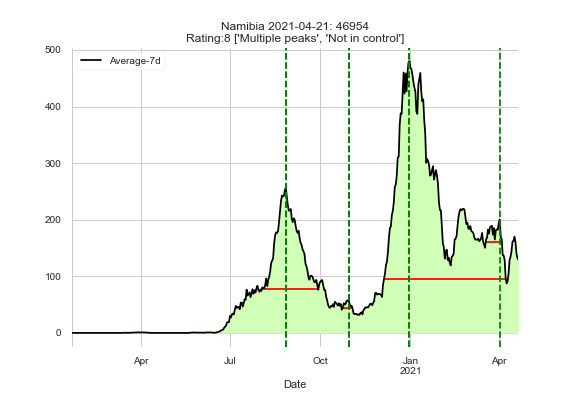 Namibia 2021-04-21: 46954
Rating:8 ['Multiple peaks', 'Not in control']
500
Average-7d
400
300
200
100
0
Apr
Jul
Oct
Jan
2021
Apr
Date